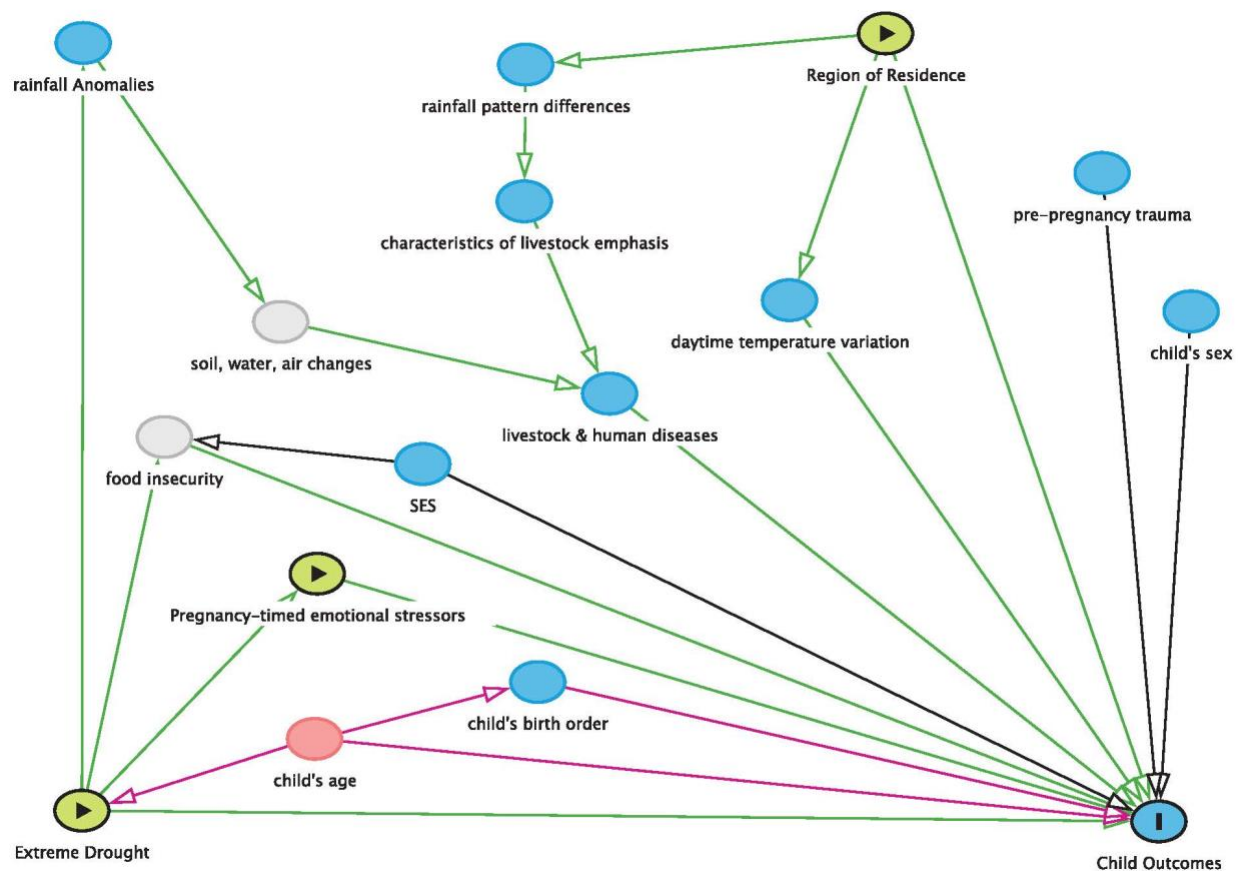 rainfall Anomalies
Region of Residence
rainfall pattern differences
pre-pregnancy trauma
characteristics of livestock emphasis
daytime temperature variation
child's sex
soil, water, air changes
livestock & human diseases
food insecurity
SES
Pregnancy-timed emotional stressors
child's birth order
child's age
Extreme Drought
Child Outcomes